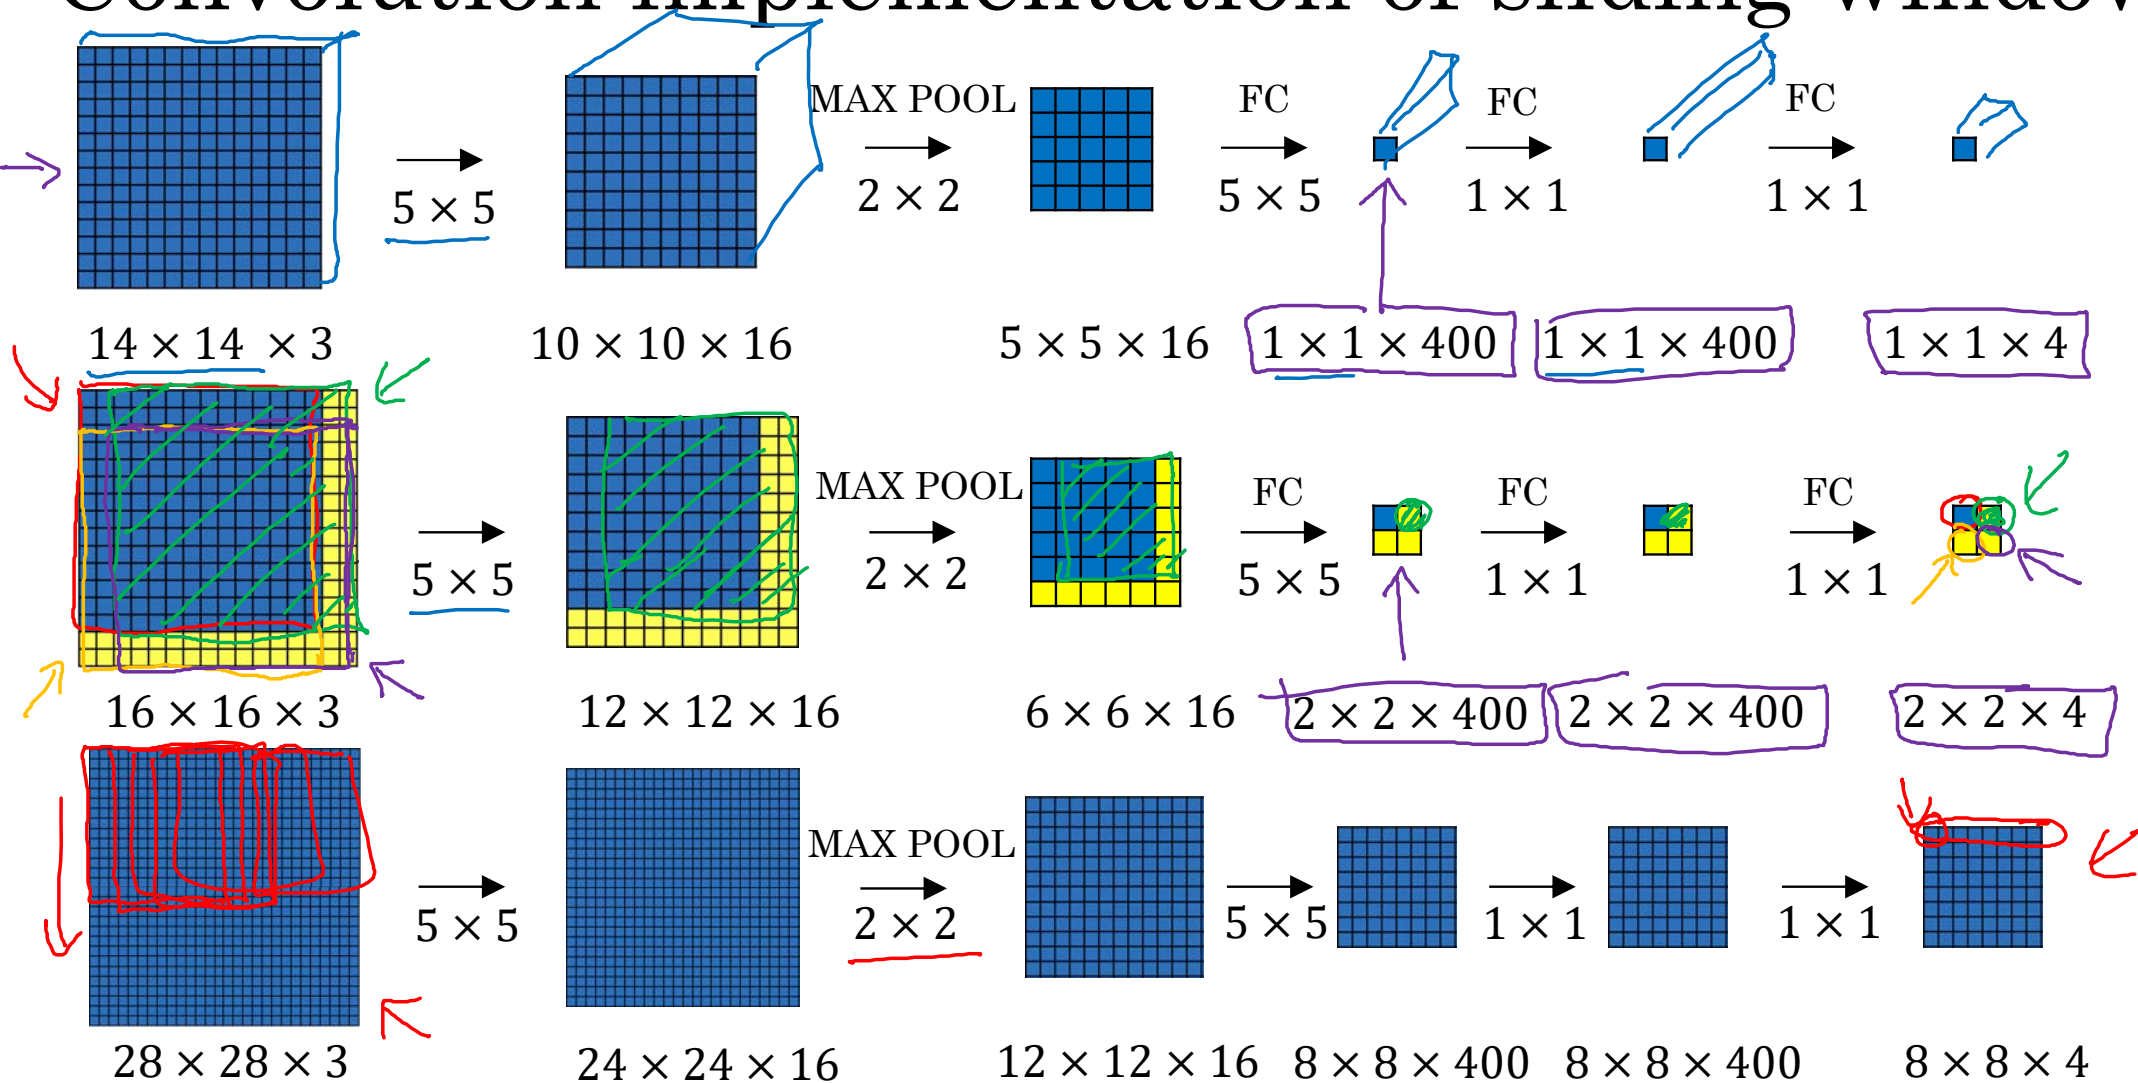 Convolution implementation of sliding window
MAX POOL FC FC FC
5 × 5 2 × 2 5 × 5 1 × 1 1 × 1
14 × 14 × 3 10 × 10 × 16 5 × 5 × 16 1 × 1 × 400 1 × 1 × 400 1 × 1 × 4
MAX POOL FC FC FC
5 × 5 2 × 2 5 × 5 1 × 1 1 × 1
16 × 16 × 3 12 × 12 × 16 6 × 6 × 16 2 × 2 × 400 2 × 2 × 400 2 × 2 × 4
MAX POOL
5 × 5 2 × 2 5 × 5 1 × 1 1 × 1
28 × 28 × 3 24 × 24 × 16 12 × 12 × 16 8 × 8 × 400 8 × 8 × 400 8 × 8 × 4